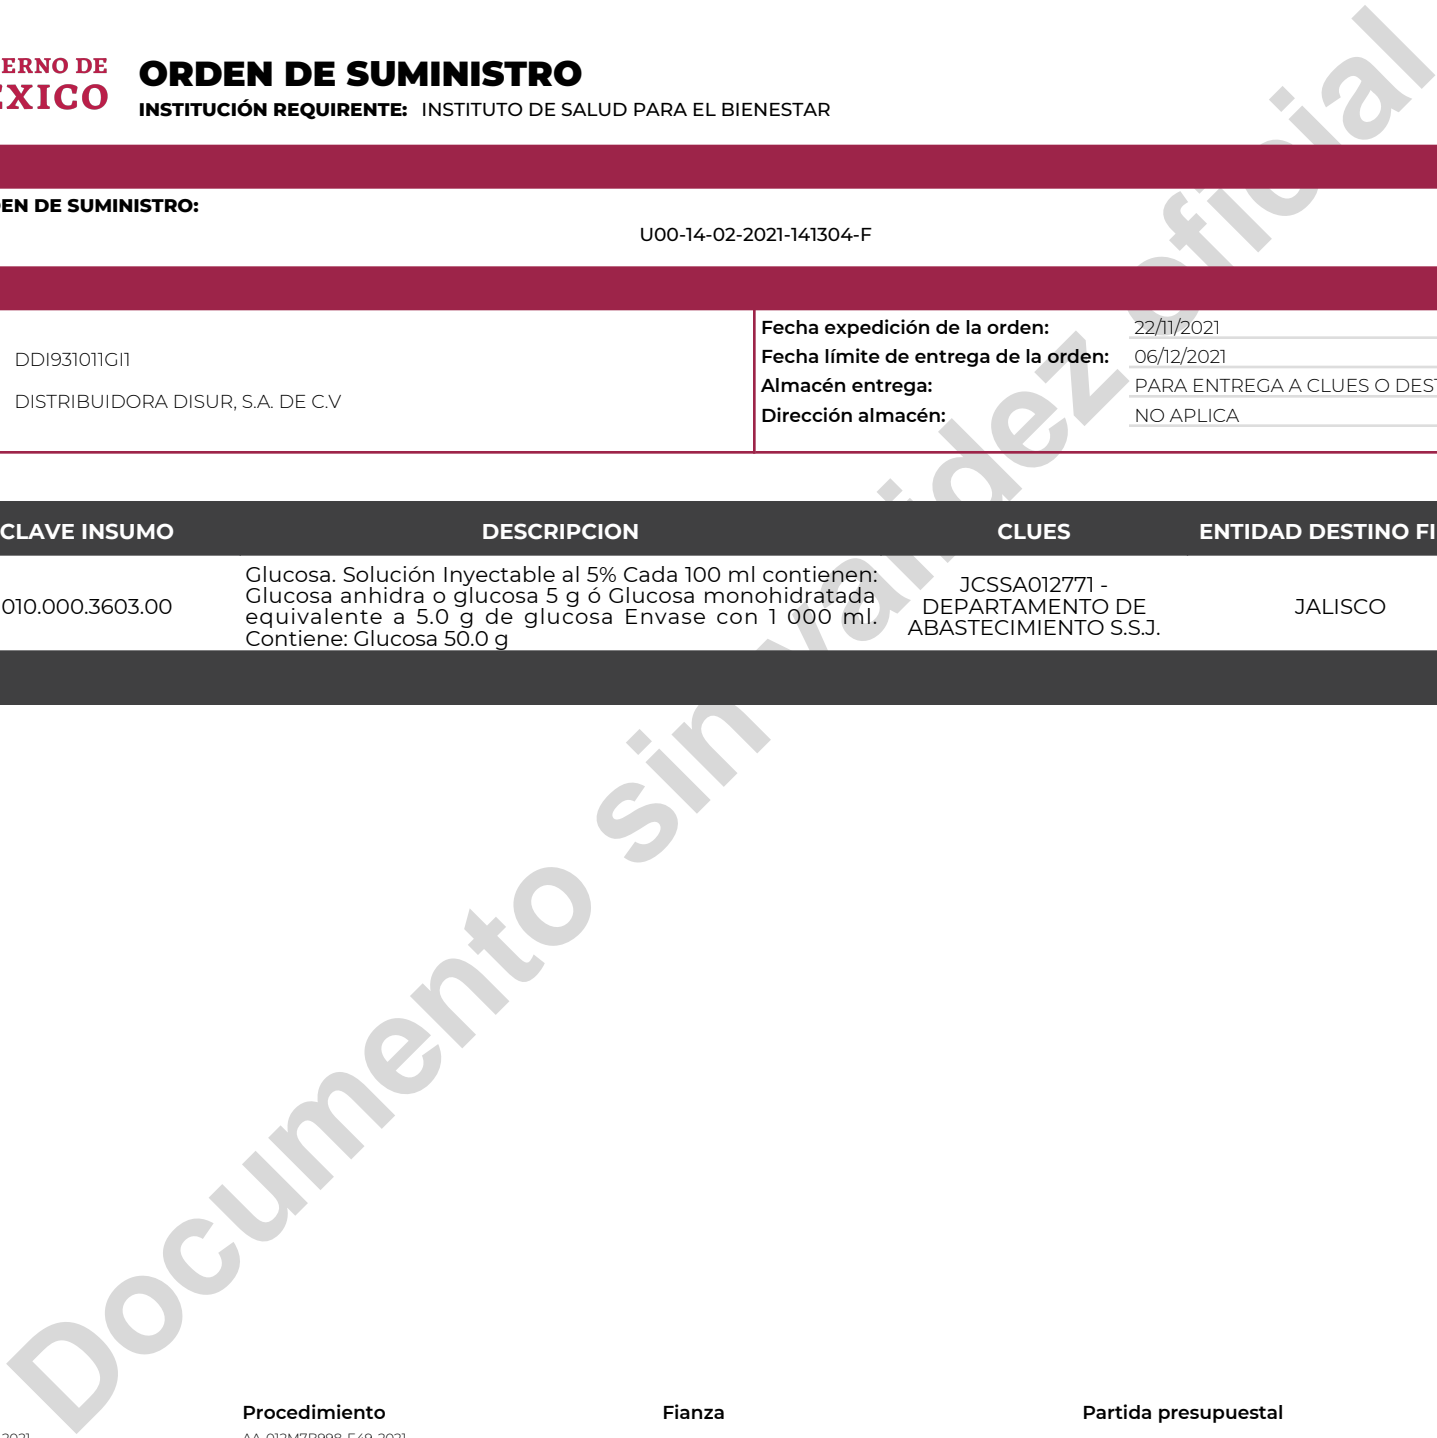 ORDEN DE SUMINISTRO
INSTITUCIÓN REQUIRENTE: INSTITUTO DE SALUD PARA EL BIENESTAR
ERNO DE
EXICO
EN DE SUMINISTRO:
U00-14-02-2021-141304-F
DDI931011GI1
DISTRIBUIDORA DISUR, S.A. DE C.V
Fecha expedición de la orden: 22/11/2021
Fecha límite de entrega de la orden: 06/12/2021
Almacén entrega: PARA ENTREGA A CLUES O DEST
Dirección almacén: NO APLICA
CLAVE INSUMO DESCRIPCION CLUES ENTIDAD DESTINO FI
010.000.3603.00
Glucosa. Solución Inyectable al 5% Cada 100 ml contienen:
Glucosa anhidra o glucosa 5 g ó Glucosa monohidratada
equivalente a 5.0 g de glucosa Envase con 1 000 ml.
Contiene: Glucosa 50.0 g
JCSSA012771 -
DEPARTAMENTO DE
ABASTECIMIENTO S.S.J.
JALISCO
Documento sin validez oficial
Procedimiento Fianza Partida presupuestal